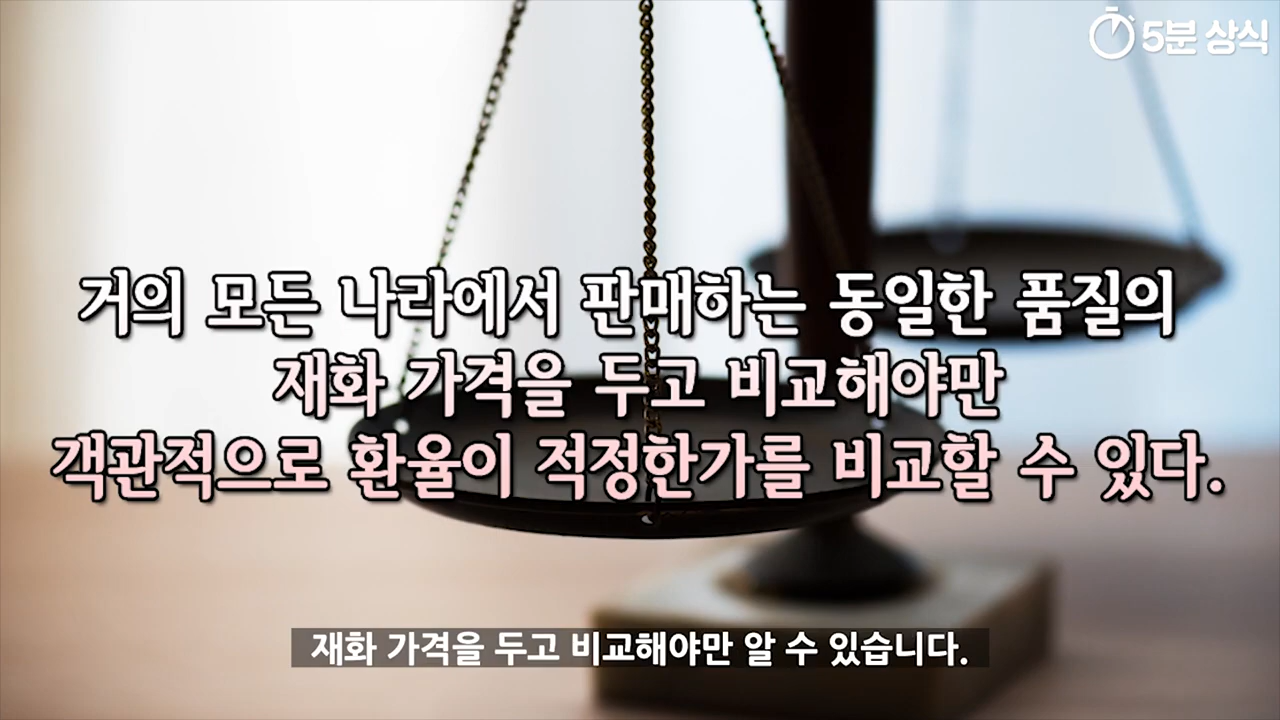 5분 상식
거의 모든 나라에서 판매하는 동일한 품질의
재화 가격을 두고 비교해야만
객관적으로 환율이 적정한가를 비교할 수 있다.
재화 가격을 두고 비교해야만 알 수 있습니다.